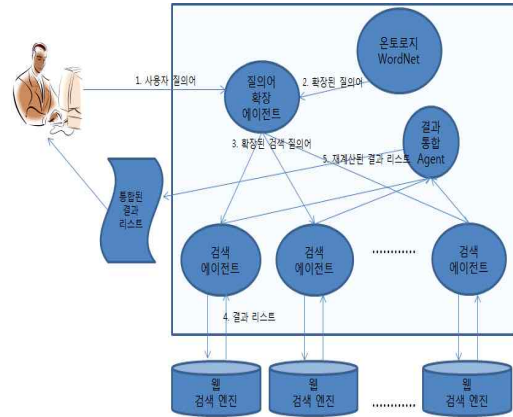 온토로지
WordNet
1. 사용자 질의어
질의어
확장
에이전트
2. 확장된 질의어
3. 확장된 검색 질의어
결과
통합
Agent
5. 재계산된 결과 리스트
통합된
결과
리스트
검색
에이전트
검색
에이전트
............
검색
에이전트
4. 결과 리스트
웹
검색 엔진
웹
검색 엔진
............
웹
검색 엔진